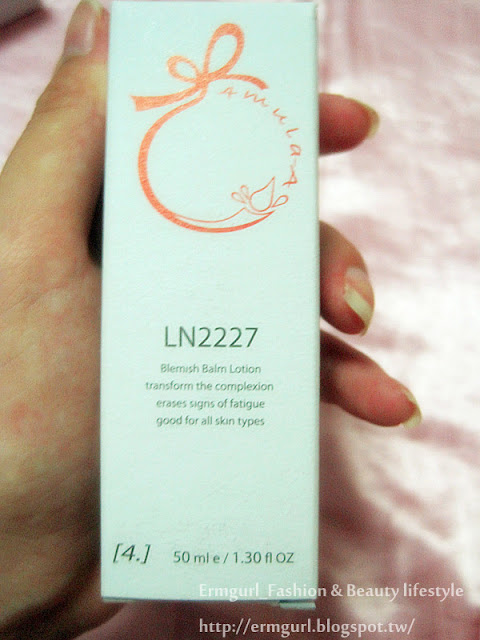 Amulaa
LN2227
Blemish Balm Lotion
transform the complexion
erases signs of fatigue
good for all skin types
[4.]
50 ml e / 1.30 fl OZ
Ermgurl_Fashion & Beauty lifestyle
http://ermgurl.blogspot.tw/